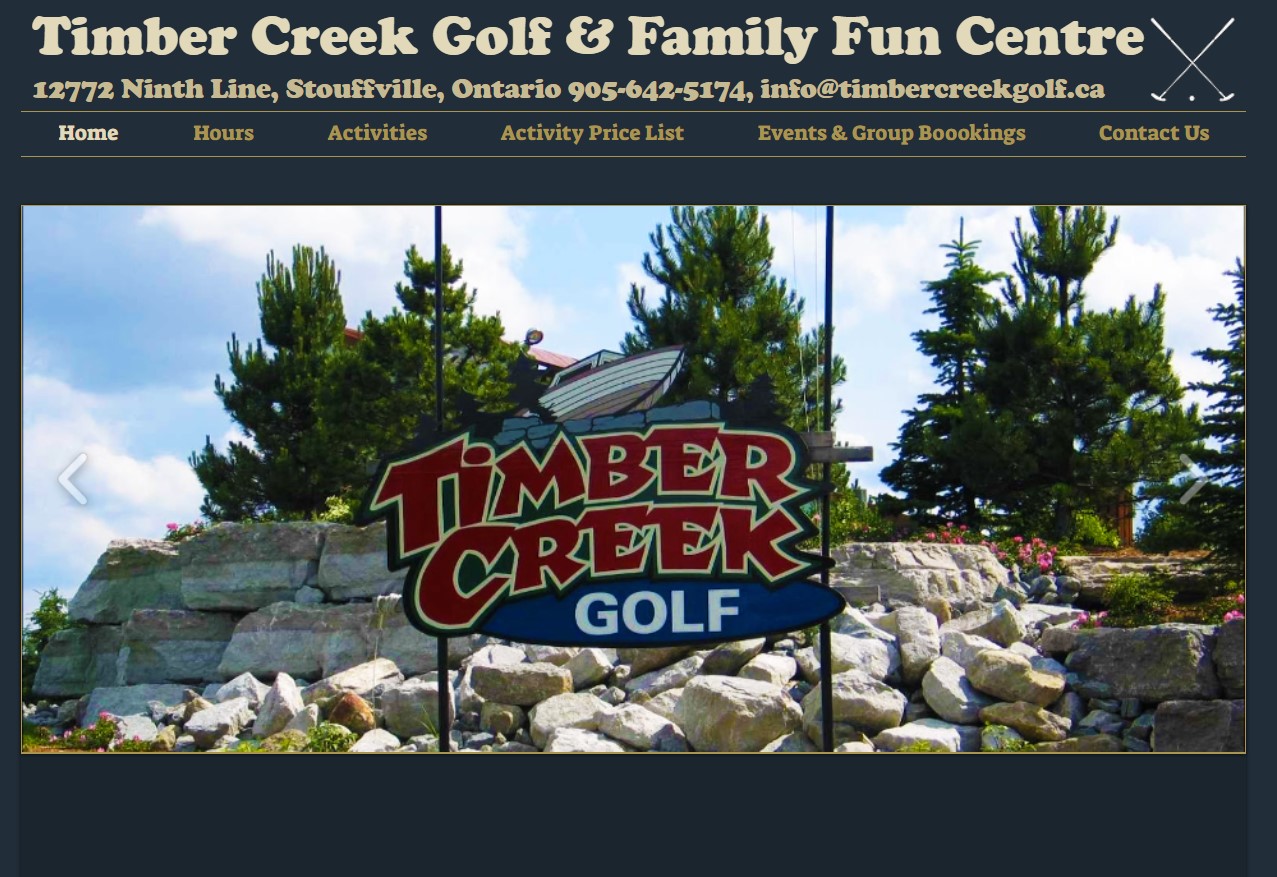 Timber Creek Golf & Family Fun Centre
12772 Ninth Line, Stouffville, Ontario 905-642-5174, info@timbercreekgolf.ca
Home Hours Activities Activity Price List Events & Group Boookings Contact Us
TiMBER
CREEK
GOLF